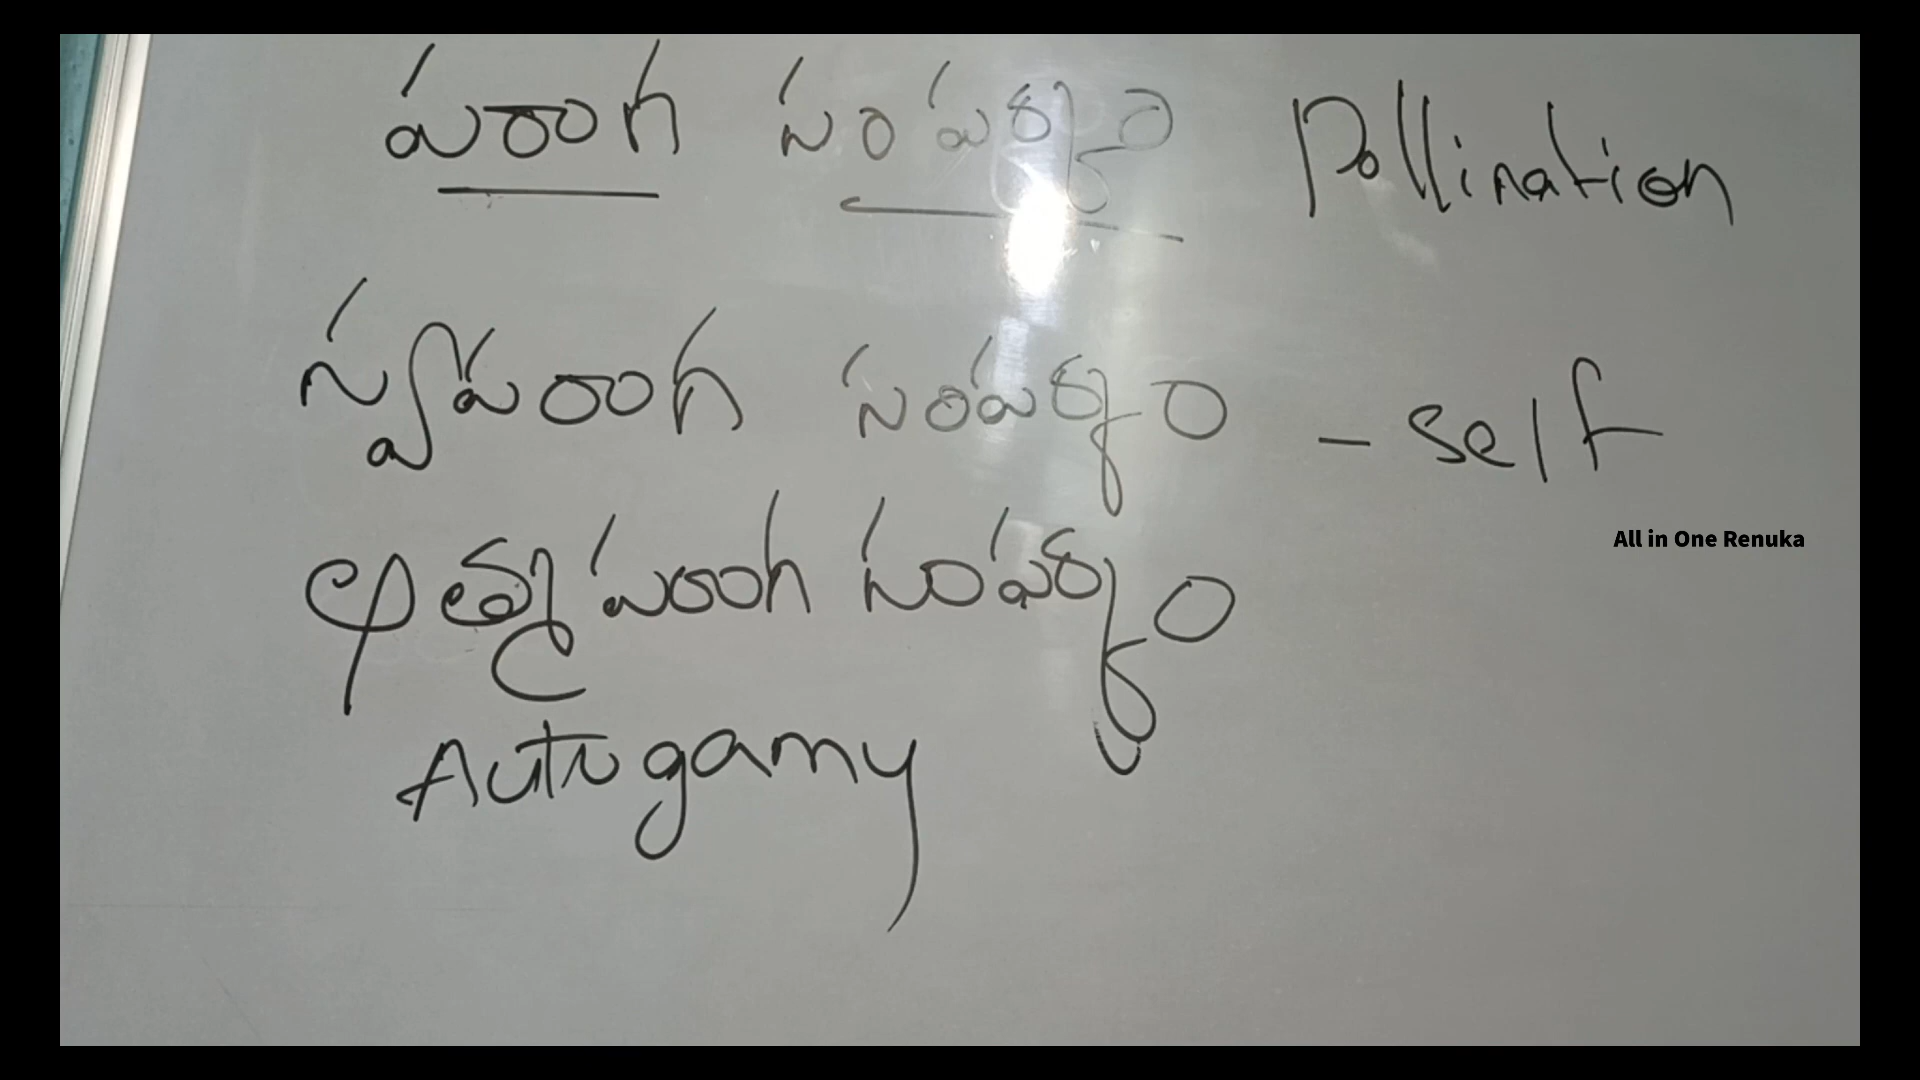 పరాగ సంపర్కం Pollination
స్వపరాగ సంపర్కం - self
ఆత్మపరాగ సంపర్కం
Autogamy
All in One Renuka